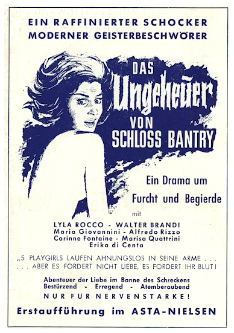 EIN RAFFINIERTER SCHOCKER
MODERNER GEISTERBESCHWÖRER
DAS
Ungeheuer
VON
SCHLOSS BANTRY
Ein Drama um
Furcht und Begierde
mit
LYLA ROCCO - WALTER BRANDI
Maria Giovannini - Alfredo Rizzo
Corinne Fontaine - Marisa Quattrini
Erika di Centa
„5 PLAYGIRLS LAUFEN AHNUNGSLOS IN SEINE ARME . . .
. . . . ABER ES FORDERT NICHT LIEBE, ES FORDERT IHR BLUT!
Abenteuer der Liebe im Banne des Schreckens
Bestürzend - Erregend - Atemberaubend
NUR FÜR NERVENSTARKE!
Erstaufführung im ASTA-NIELSEN